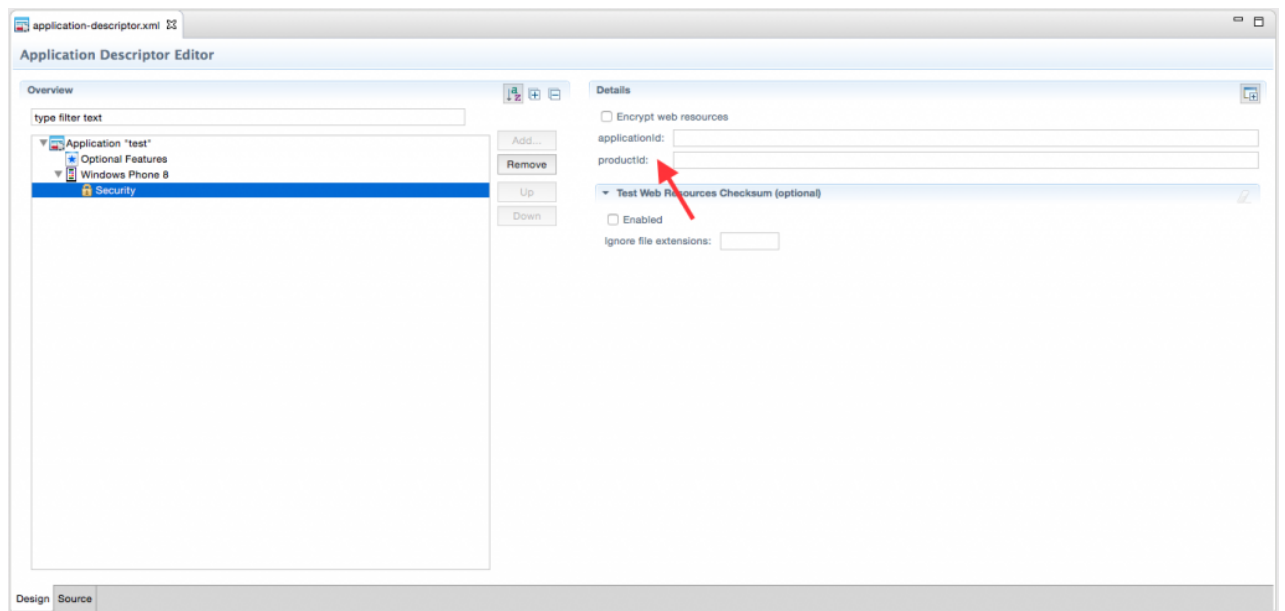 application-descriptor.xml
Application Descriptor Editor
Overview
type filter text
Application "test"
Optional Features
Windows Phone 8
Security
Add...
Remove
Up
Down
Details
Encrypt web resources
applicationId:
productId:
Test Web Resources Checksum (optional)
Enabled
Ignore file extensions:
Design Source